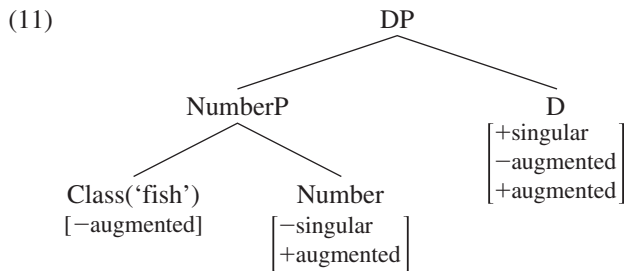 (11) DP
NumberP D
[+singular
−augmented
+augmented]
Class(‘fish’) Number
[−augmented] [−singular
+augmented]